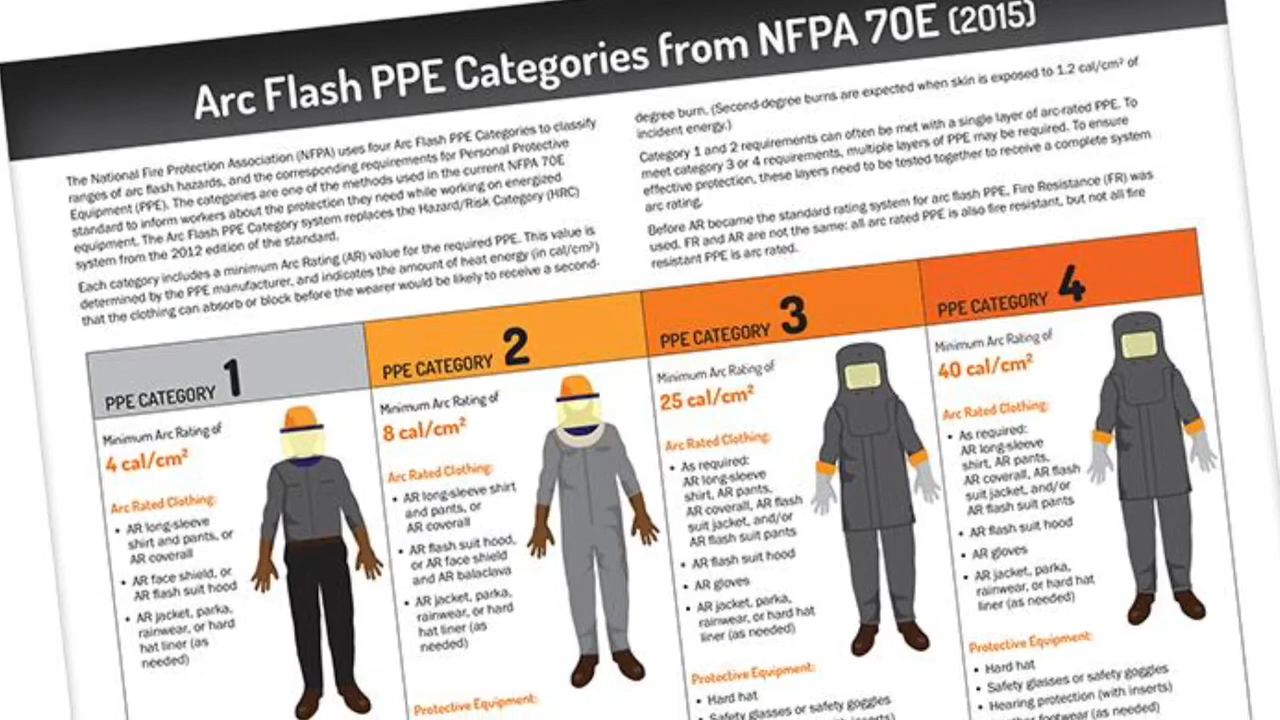 Arc Flash PPE Categories from NFPA 70E (2015)
The National Fire Protection Association (NFPA) uses four Arc Flash PPE Categories to classify
ranges of arc flash hazards, and the corresponding requirements for Personal Protective
Equipment (PPE). The categories are one of the methods used in the current NFPA 70E
standard to inform workers about the protection they need while working on energized
equipment. The Arc Flash PPE Category system replaces the Hazard/Risk Category (HRC)
system from the 2012 edition of the standard.
Each category includes a minimum Arc Rating (AR) value for the required PPE. This value is
determined by the PPE manufacturer, and indicates the amount of heat energy (in cal/cm²)
that the clothing can absorb or block before the wearer would be likely to receive a second-
degree burn. (Second-degree burns are expected when skin is exposed to 1.2 cal/cm² of
incident energy.)
Category 1 and 2 requirements can often be met with a single layer of arc-rated PPE. To
meet category 3 or 4 requirements, multiple layers of PPE may be required. To ensure
effective protection, these layers need to be tested together to receive a complete system
arc rating.
Before AR became the standard rating system for arc flash PPE, Fire Resistance (FR) was
used. FR and AR are not the same: all arc rated PPE is also fire resistant, but not all fire
resistant PPE is arc rated.
PPE CATEGORY 1
Minimum Arc Rating of
4 cal/cm²
Arc Rated Clothing:
• AR long-sleeve
shirt and pants, or
AR coverall
• AR face shield, or
AR flash suit hood
• AR jacket, parka,
rainwear, or hard
hat liner (as
needed)
PPE CATEGORY 2
Minimum Arc Rating of
8 cal/cm²
Arc Rated Clothing:
• AR long-sleeve shirt
and pants, or
AR coverall
• AR flash suit hood,
or AR face shield
and AR balaclava
• AR jacket, parka,
rainwear, or hard
hat liner (as
needed)
Protective Equipment:
PPE CATEGORY 3
Minimum Arc Rating of
25 cal/cm²
Arc Rated Clothing:
• As required:
AR long-sleeve
shirt, AR pants,
AR coverall, AR flash
suit jacket, and/or
AR flash suit pants
• AR flash suit hood
• AR gloves
• AR jacket, parka,
rainwear, or hard hat
liner (as needed)
Protective Equipment:
• Hard hat
• Safety glasses or safety goggles
(with inserts)
PPE CATEGORY 4
Minimum Arc Rating of
40 cal/cm²
Arc Rated Clothing:
• As required:
AR long-sleeve
shirt, AR pants,
AR coverall, AR flash
suit jacket, and/or
AR flash suit pants
• AR flash suit hood
• AR gloves
• AR jacket, parka,
rainwear, or hard hat
liner (as needed)
Protective Equipment:
• Hard hat
• Safety glasses or safety goggles
• Hearing protection (with inserts)
footwear (as needed)